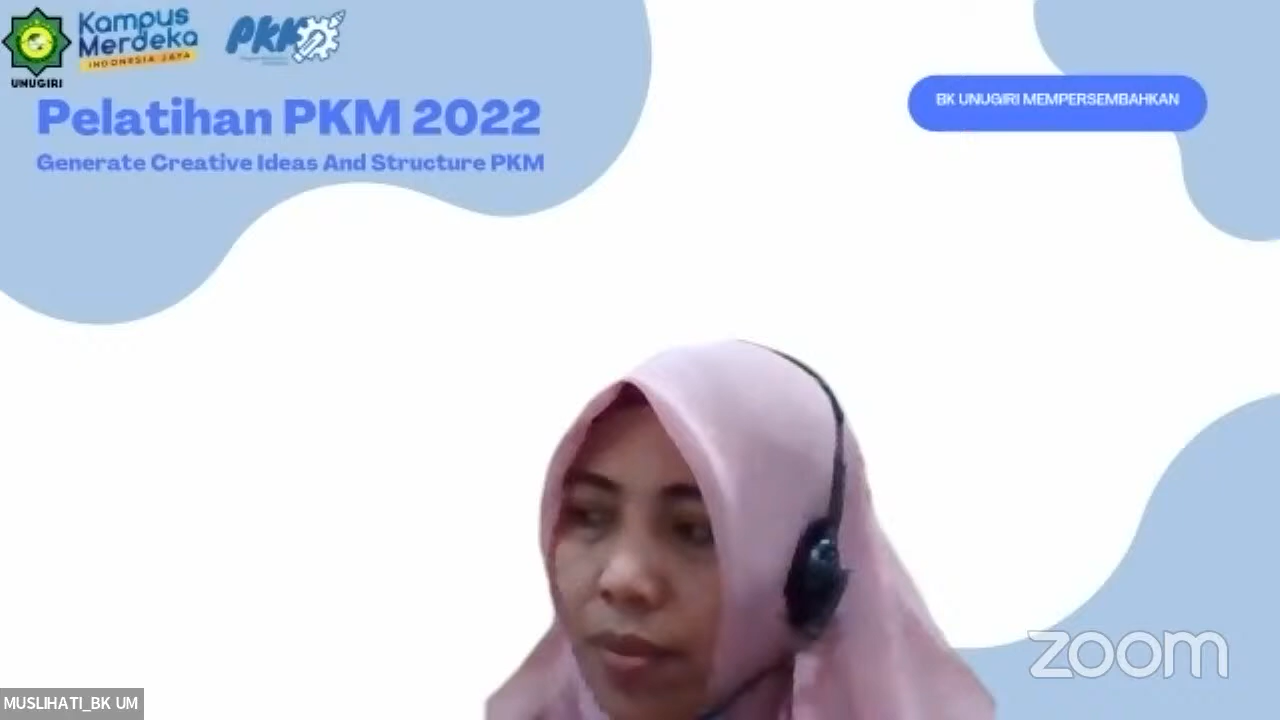 UNUGIRI
Kampus
Merdeka
INDONESIA JAYA
PKM
Pelatihan PKM 2022
Generate Creative Ideas And Structure PKM
BK UNUGIRI MEMPERSEMBAHKAN
zoom
MUSLIHATI_BK UM